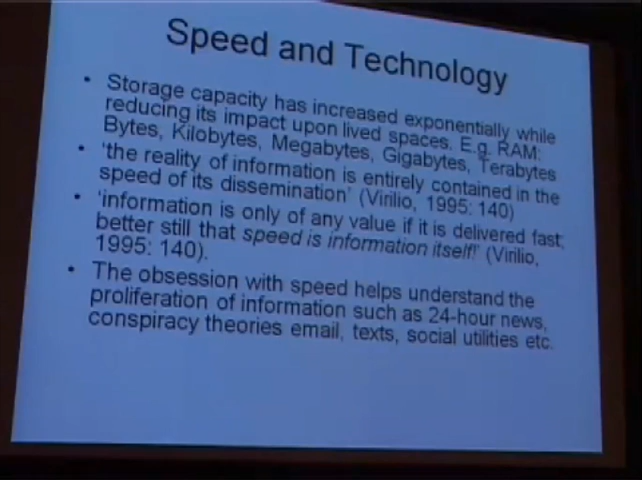 Speed and Technology
• Storage capacity has increased exponentially while
reducing its impact upon lived spaces. E.g. RAM:
Bytes, Kilobytes, Megabytes, Gigabytes, Terabytes
• 'the reality of information is entirely contained in the
speed of its dissemination' (Virilio, 1995: 140)
• 'information is only of any value if it is delivered fast;
better still that speed is information itself!' (Virilio,
1995: 140).
• The obsession with speed helps understand the
proliferation of information such as 24-hour news,
conspiracy theories email, texts, social utilities etc.